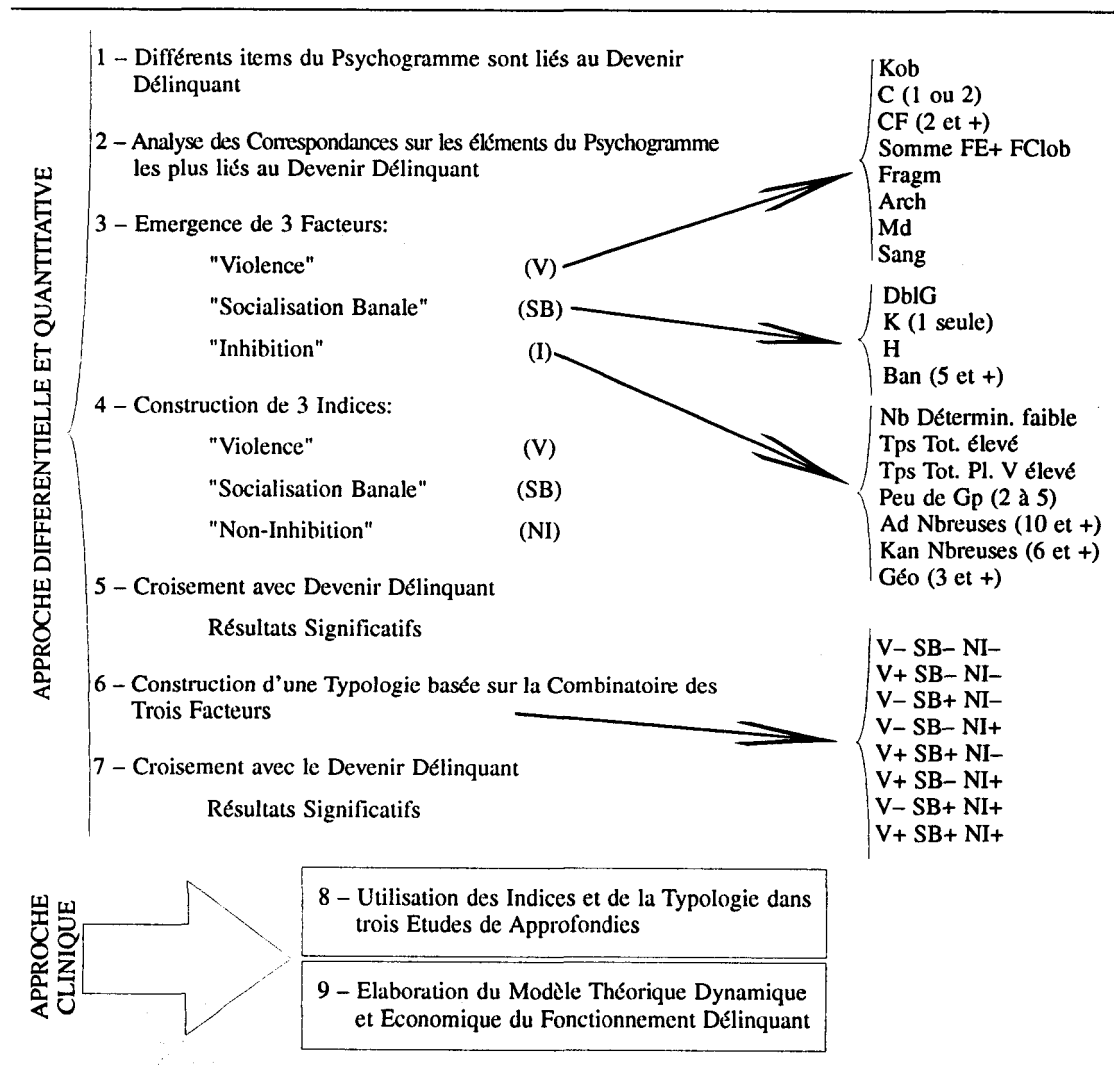 APPROCHE DIFFERENTIELLE ET QUANTITATIVE
1 – Différents items du Psychogramme sont liés au Devenir
Délinquant
2 – Analyse des Correspondances sur les éléments du Psychogramme
les plus liés au Devenir Délinquant
3 – Emergence de 3 Facteurs:
"Violence" (V)
"Socialisation Banale" (SB)
"Inhibition" (I)
4 – Construction de 3 Indices:
"Violence" (V)
"Socialisation Banale" (SB)
"Non-Inhibition" (NI)
5 – Croisement avec Devenir Délinquant
Résultats Significatifs
6 – Construction d'une Typologie basée sur la Combinatoire des
Trois Facteurs
7 – Croisement avec le Devenir Délinquant
Résultats Significatifs
Kob
C (1 ou 2)
CF (2 et +)
Somme FE+ FClob
Fragm
Arch
Md
Sang
DblG
K (1 seule)
H
Ban (5 et +)
Nb Détermin. faible
Tps Tot. élevé
Tps Tot. Pl. V élevé
Peu de Gp (2 à 5)
Ad Nbreuses (10 et +)
Kan Nbreuses (6 et +)
Géo (3 et +)
V– SB– NI–
V+ SB– NI–
V– SB+ NI–
V– SB– NI+
V+ SB+ NI–
V+ SB– NI+
V– SB+ NI+
V+ SB+ NI+
APPROCHE
CLINIQUE
8 – Utilisation des Indices et de la Typologie dans
trois Etudes de Approfondies
9 – Elaboration du Modèle Théorique Dynamique
et Economique du Fonctionnement Délinquant